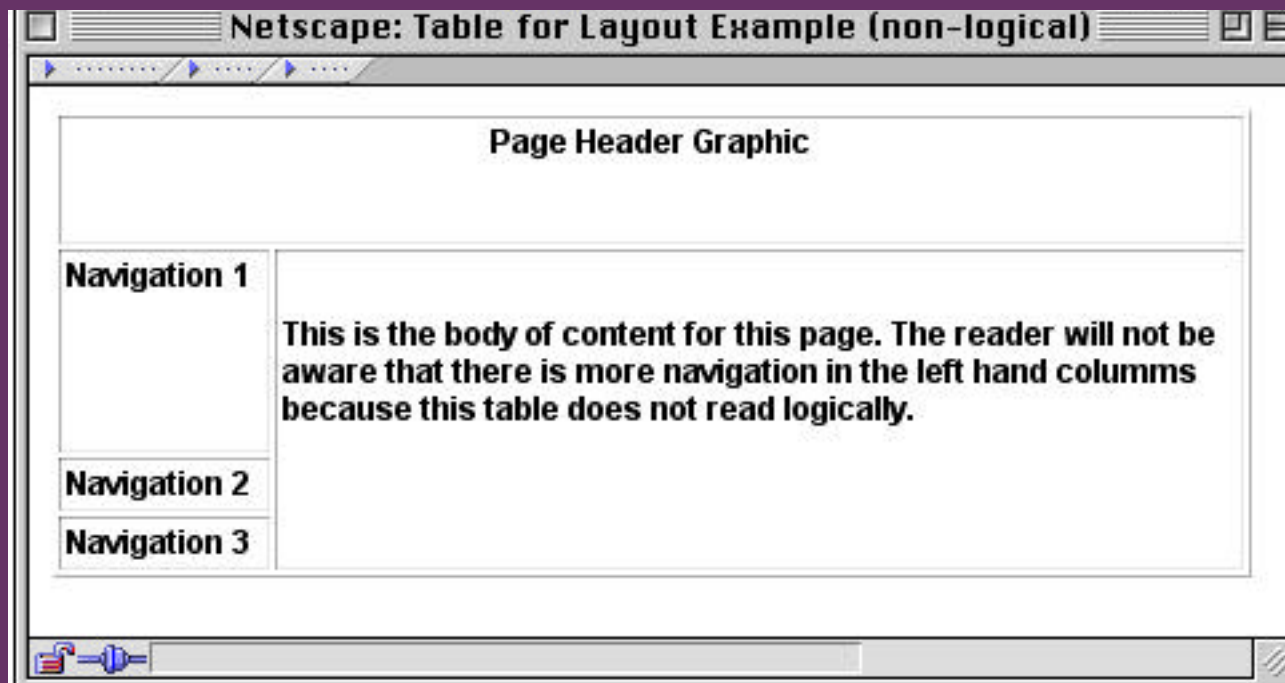 Netscape: Table for Layout Example (non-logical)
Page Header Graphic
Navigation 1
This is the body of content for this page. The reader will not be
aware that there is more navigation in the left hand columms
because this table does not read logically.
Navigation 2
Navigation 3